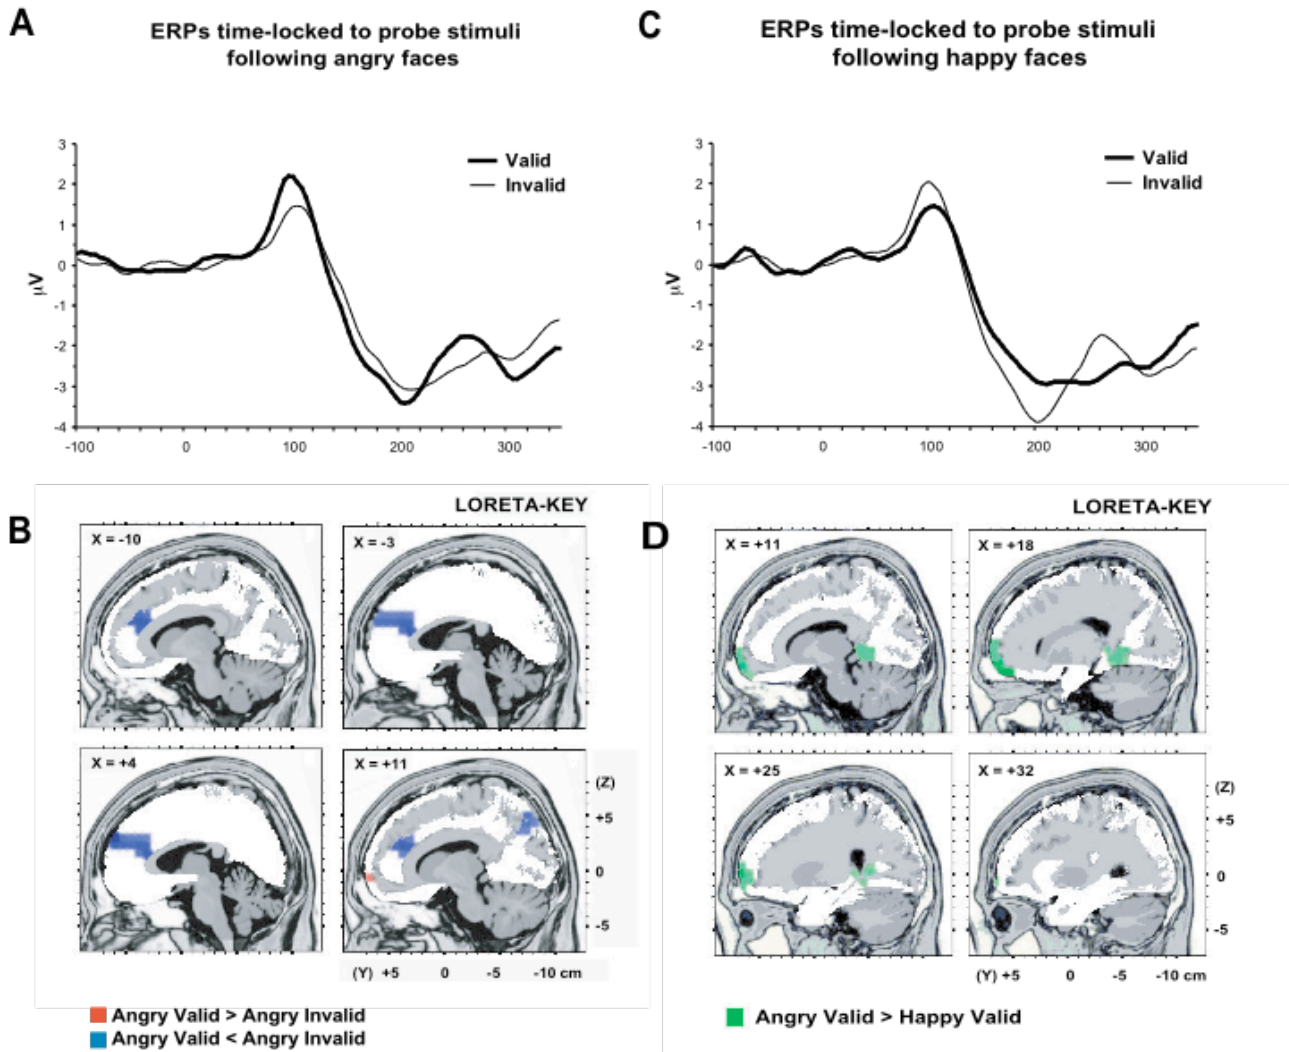 A
ERPs time-locked to probe stimuli
following angry faces
3
2
1
0
-1
-2
-3
-4
µV
Valid
Invalid
-100
0
100
200
300
C
ERPs time-locked to probe stimuli
following happy faces
3
2
1
0
-1
-2
-3
-4
µV
Valid
Invalid
-100
0
100
200
300
B
LORETA-KEY
X = -10
X = -3
X = +4
X = +11
(Z)
+5
0
-5
(Y) +5 0 -5 -10 cm
Angry Valid > Angry Invalid
Angry Valid < Angry Invalid
D
LORETA-KEY
X = +11
X = +18
X = +25
X = +32
(Z)
+5
0
-5
(Y) +5 0 -5 -10 cm
Angry Valid > Happy Valid